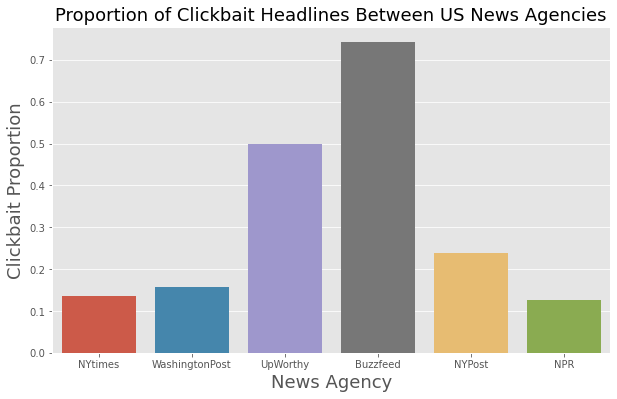 Proportion of Clickbait Headlines Between US News Agencies
0.7
0.6
0.5
0.4
0.3
0.2
0.1
0.0
Clickbait Proportion
NYtimes WashingtonPost UpWorthy Buzzfeed NYPost NPR
News Agency